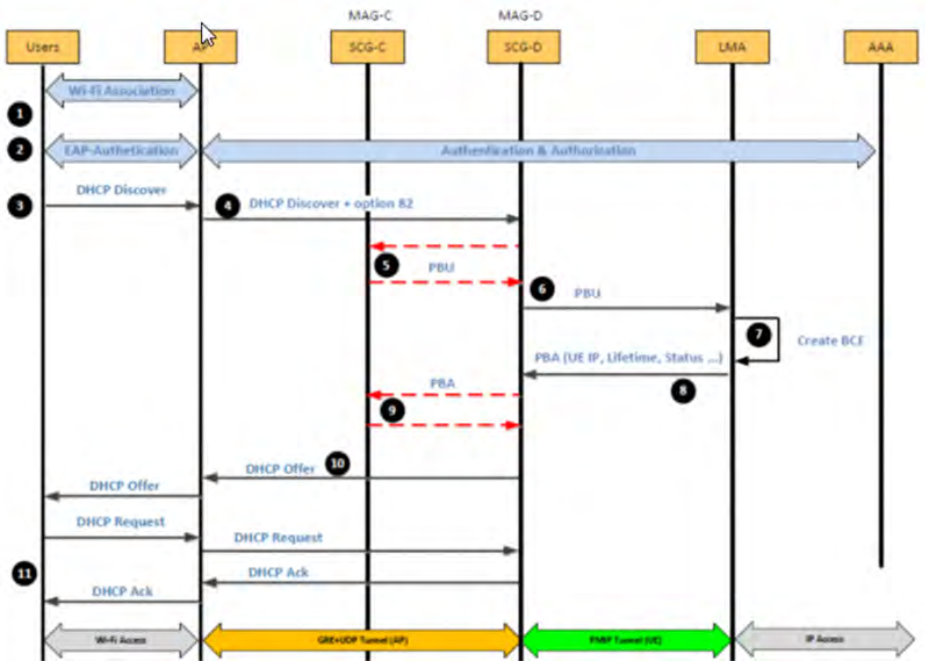 MAG-C MAG-D
Users AP SCG-C SCG-D LMA AAA
Wi-Fi Association
1
2 EAP-Authetication Authentication & Authorization
DHCP Discover
3 4 DHCP Discover + option 82
5 PBU
6 PBU
7 Create BCE
PBA (UE IP, Lifetime, Status ...)
PBA 8
9
DHCP Offer 10
DHCP Offer
DHCP Request
DHCP Request
11 DHCP Ack
DHCP Ack
Wi-Fi Access GRE+UDP Tunnel (AP) PMIP Tunnel (UE) IP Access